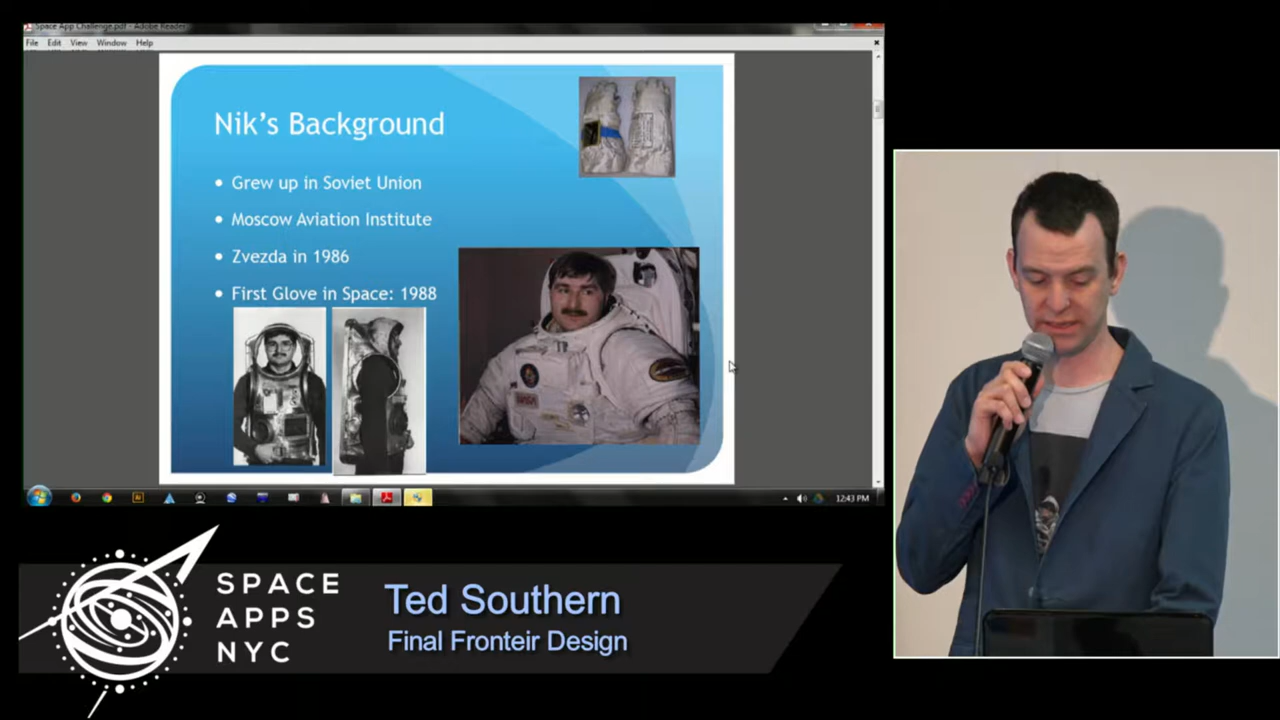 Space App Challenge.pdf - Adobe Reader
File Edit View Window Help
Nik's Background
Grew up in Soviet Union
Moscow Aviation Institute
Zvezda in 1986
First Glove in Space: 1988
NASA
Ai
12:43 PM
SPACE
APPS
NYC
Ted Southern
Final Fronteir Design